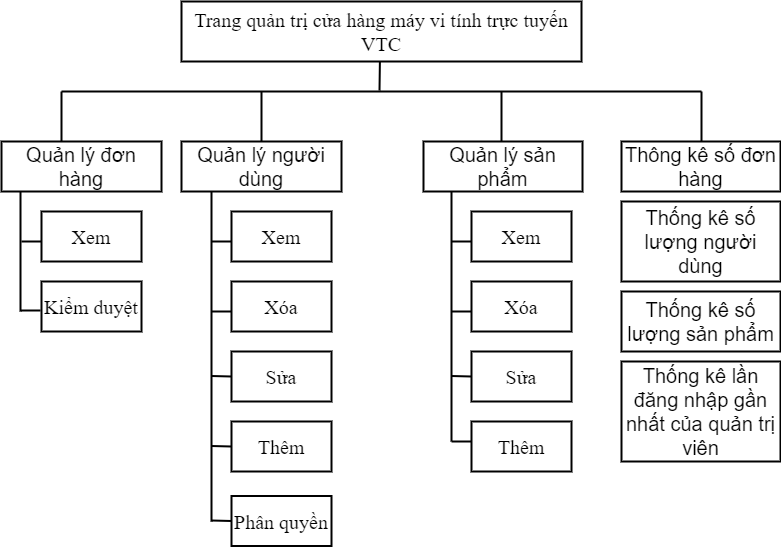 Trang quản trị cửa hàng máy vi tính trực tuyến
VTC
Quản lý đơn
hàng
Xem
Kiểm duyệt
Quản lý người
dùng
Xem
Xóa
Sửa
Thêm
Phân quyền
Quản lý sản
phẩm
Xem
Xóa
Sửa
Thêm
Thông kê số đơn
hàng
Thống kê số
lượng người
dùng
Thống kê số
lượng sản phẩm
Thống kê lần
đăng nhập gần
nhất của quản trị
viên